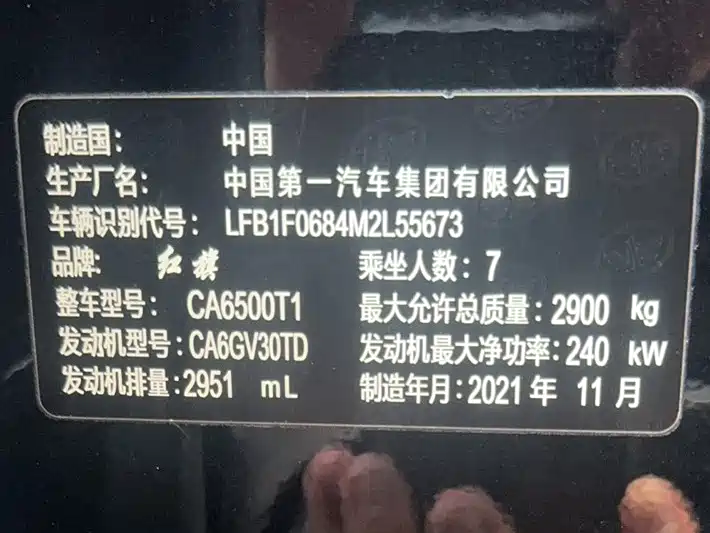 制造国: 中国
生产厂名: 中国第一汽车集团有限公司
车辆识别代号: LFB1F0684M2L55673
品牌: 红旗 乘坐人数: 7
整车型号: CA6500T1 最大允许总质量: 2900 kg
发动机型号: CA6GV30TD 发动机最大净功率: 240 kW
发动机排量: 2951 mL 制造年月: 2021 年 11 月